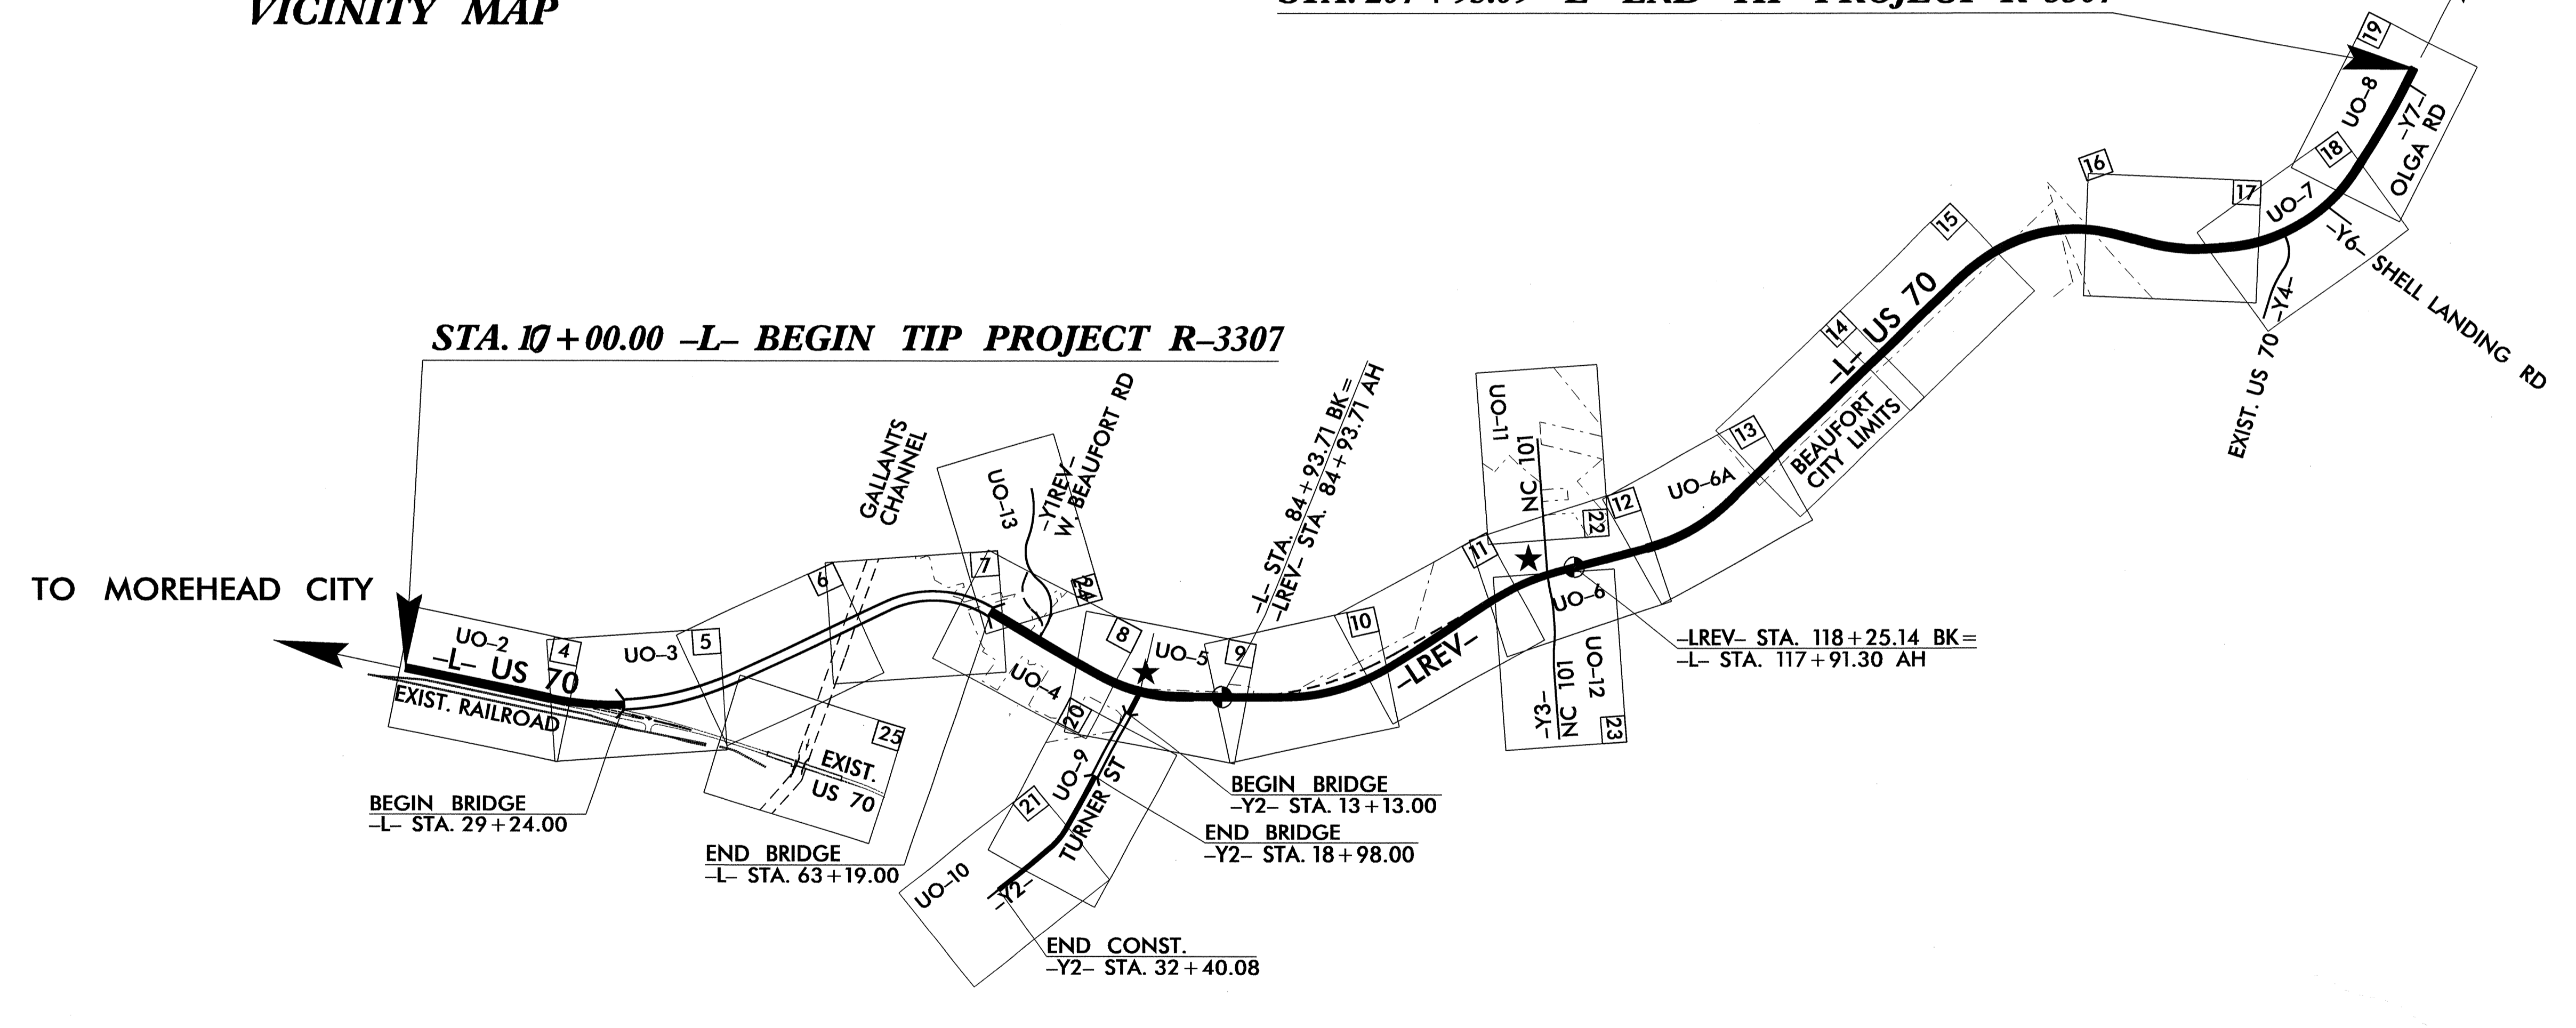 VICINITY MAP
TIP PROJECT
STA. +00.00 –L– BEGIN TIP PROJECT R–3307
TO MOREHEAD CITY
UO–2
–L– US 70
EXIST. RAILROAD
4
UO–3
5
6
GALLANTS
CHANNEL
7
UO–13
–Y1REV–
W. BEAUFORT RD
UO–4
8
UO–5
9
–L– STA. 84+93.71 BK=
–LREV– STA. 84+93.71 AH
10
–LREV–
11
UO–11
NC 101
22
12
UO–6
UO–6A
13
BEAUFORT
CITY LIMITS
14
–L– US 70
15
16
17
UO–7
18
UO–8
19
–Y7–
OLGA RD
–Y6– SHELL LANDING RD
–Y4–
EXIST. US 70
–LREV– STA. 118+25.14 BK=
–L– STA. 117+91.30 AH
–Y3–
NC 101
UO–12
23
25
EXIST.
US 70
20
UO–9
TURNER ST
21
UO–10
–Y2–
BEGIN BRIDGE
–L– STA. 29+24.00
END BRIDGE
–L– STA. 63+19.00
BEGIN BRIDGE
–Y2– STA. 13+13.00
END BRIDGE
–Y2– STA. 18+98.00
END CONST.
–Y2– STA. 32+40.08